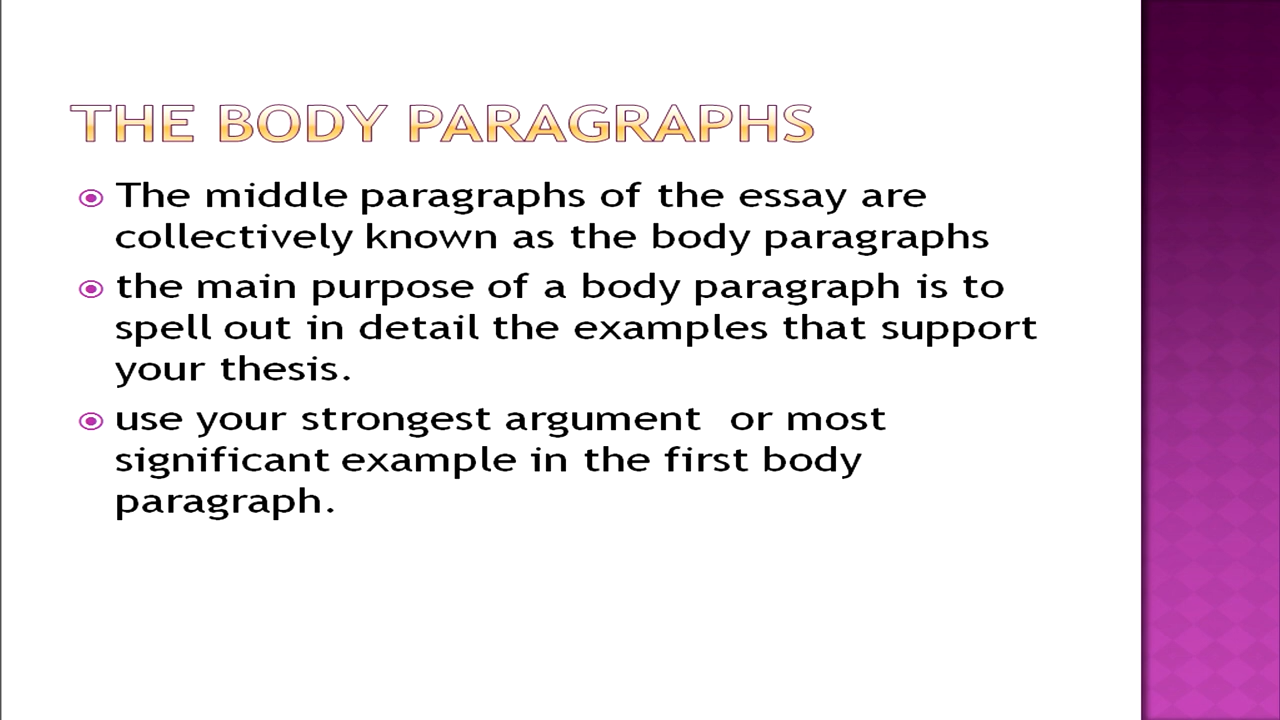 THE BODY PARAGRAPHS
The middle paragraphs of the essay are
collectively known as the body paragraphs
the main purpose of a body paragraph is to
spell out in detail the examples that support
your thesis.
use your strongest argument  or most
significant example in the first body
paragraph.